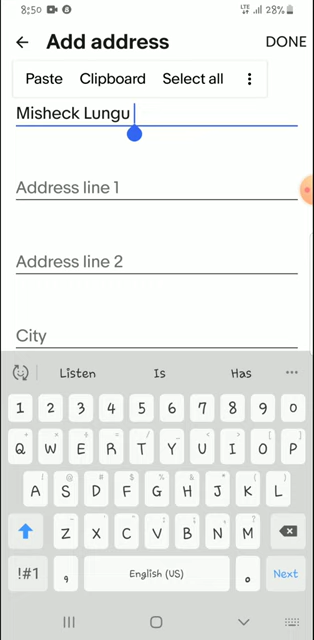 8:50 LTE 28%
Add address DONE
Paste Clipboard Select all
Misheck Lungu
Address line 1
Address line 2
City
Listen Is Has
1 2 3 4 5 6 7 8 9 0
Q W E R T Y U I O P
A S D F G H J K L
Z X C V B N M
!#1 , English (US) . Next